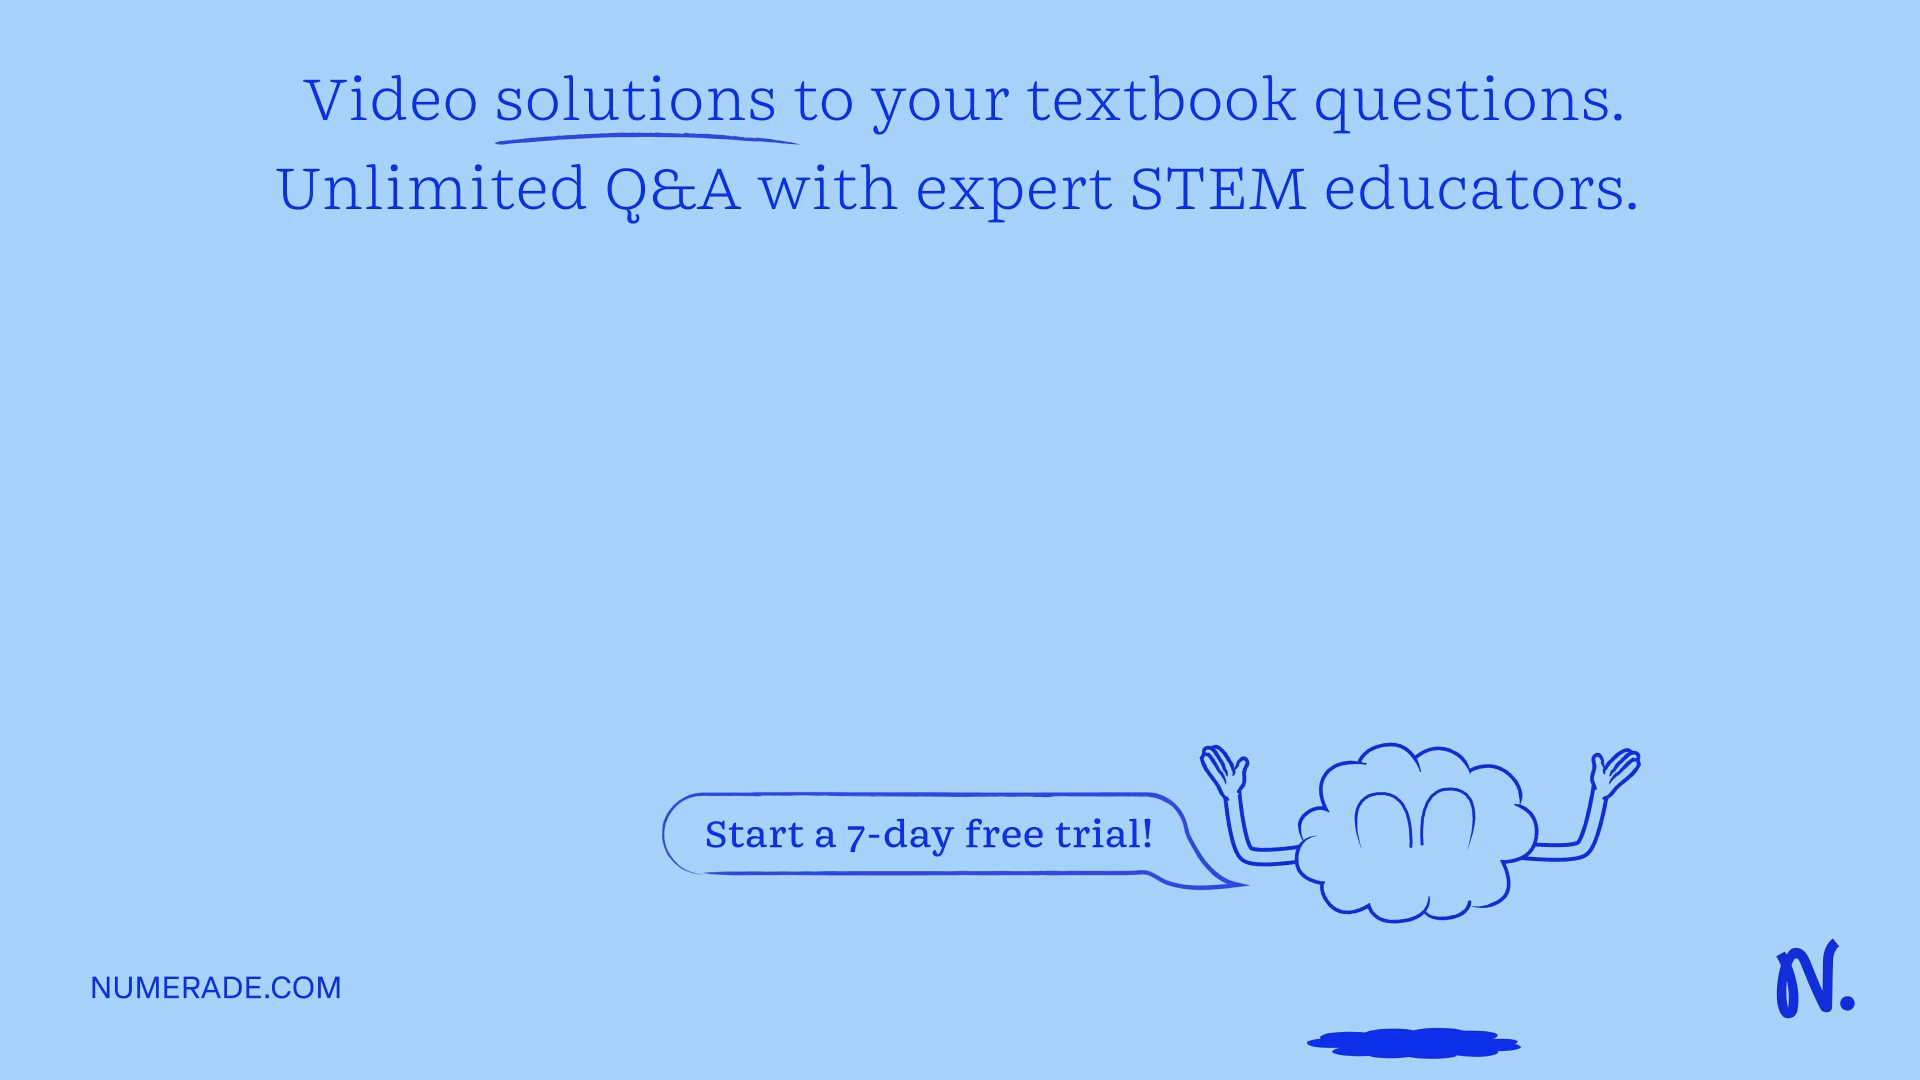 Video solutions to your textbook questions.
Unlimited Q&A with expert STEM educators.
Start a 7-day free trial!
NUMERADE.COM
N.